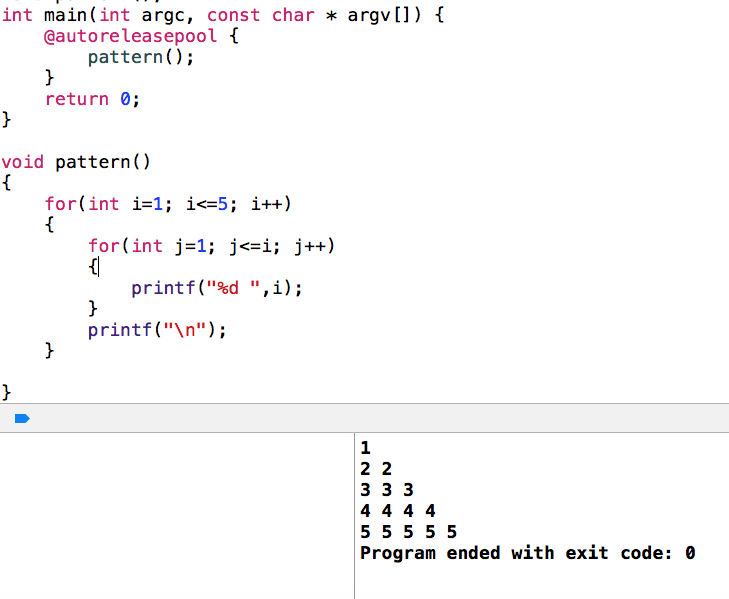 int main(int argc, const char * argv[]) {
    @autoreleasepool {
        pattern();
    }
    return 0;
}
void pattern()
{
    for(int i=1; i<=5; i++)
    {
        for(int j=1; j<=i; j++)
        {
            printf("%d ",i);
        }
        printf("\n");
    }
}
1
2 2
3 3 3
4 4 4 4
5 5 5 5 5
Program ended with exit code: 0